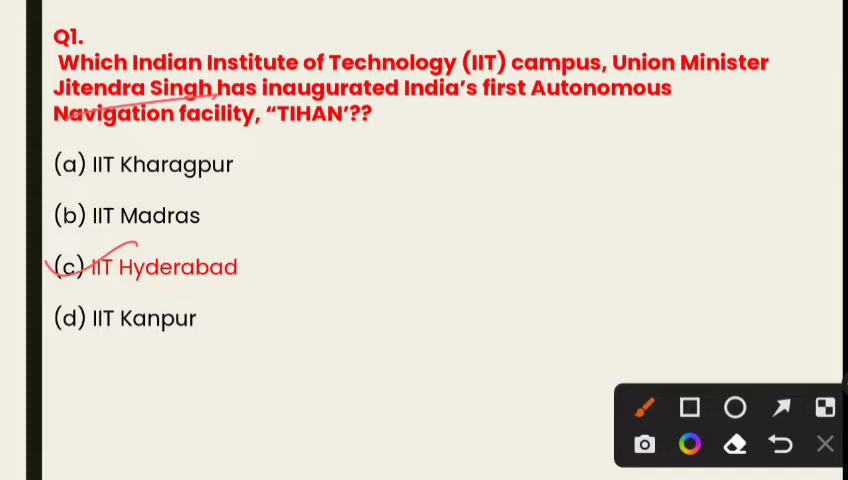 Q1.
Which Indian Institute of Technology (IIT) campus, Union Minister
Jitendra Singh has inaugurated India's first Autonomous
Navigation facility, “TIHAN’??
(a) IIT Kharagpur
(b) IIT Madras
(c) IIT Hyderabad
(d) IIT Kanpur